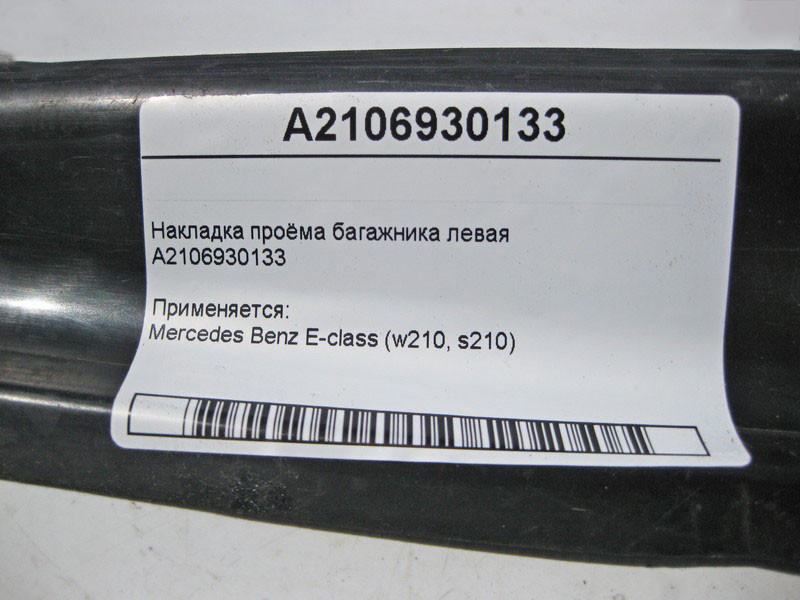 A2106930133
Накладка проёма багажника левая
A2106930133
Применяется:
Mercedes Benz E-class (w210, s210)